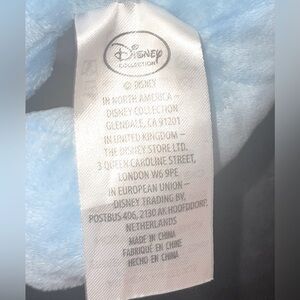 Disney
COLLECTION
© DISNEY
IN NORTH AMERICA –
DISNEY COLLECTION
GLENDALE, CA 91201
IN UNITED KINGDOM –
THE DISNEY STORE LTD.
3 QUEEN CAROLINE STREET,
LONDON W6 9PE
IN EUROPEAN UNION –
DISNEY TRADING BV,
POSTBUS 406, 2130 AK HOOFDDORP,
NETHERLANDS
MADE IN CHINA
FABRIQUÉ EN CHINE
HECHO EN CHINA